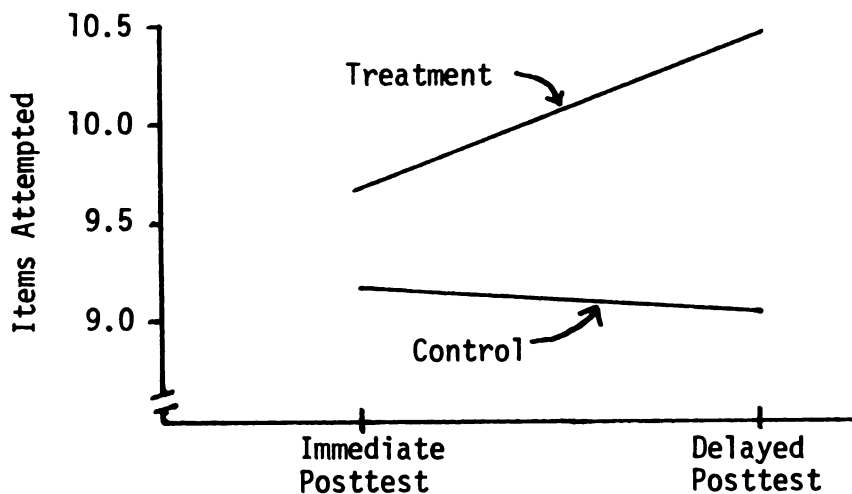 Items Attempted
10.5
10.0
9.5
9.0
Treatment
Control
Immediate
Posttest
Delayed
Posttest